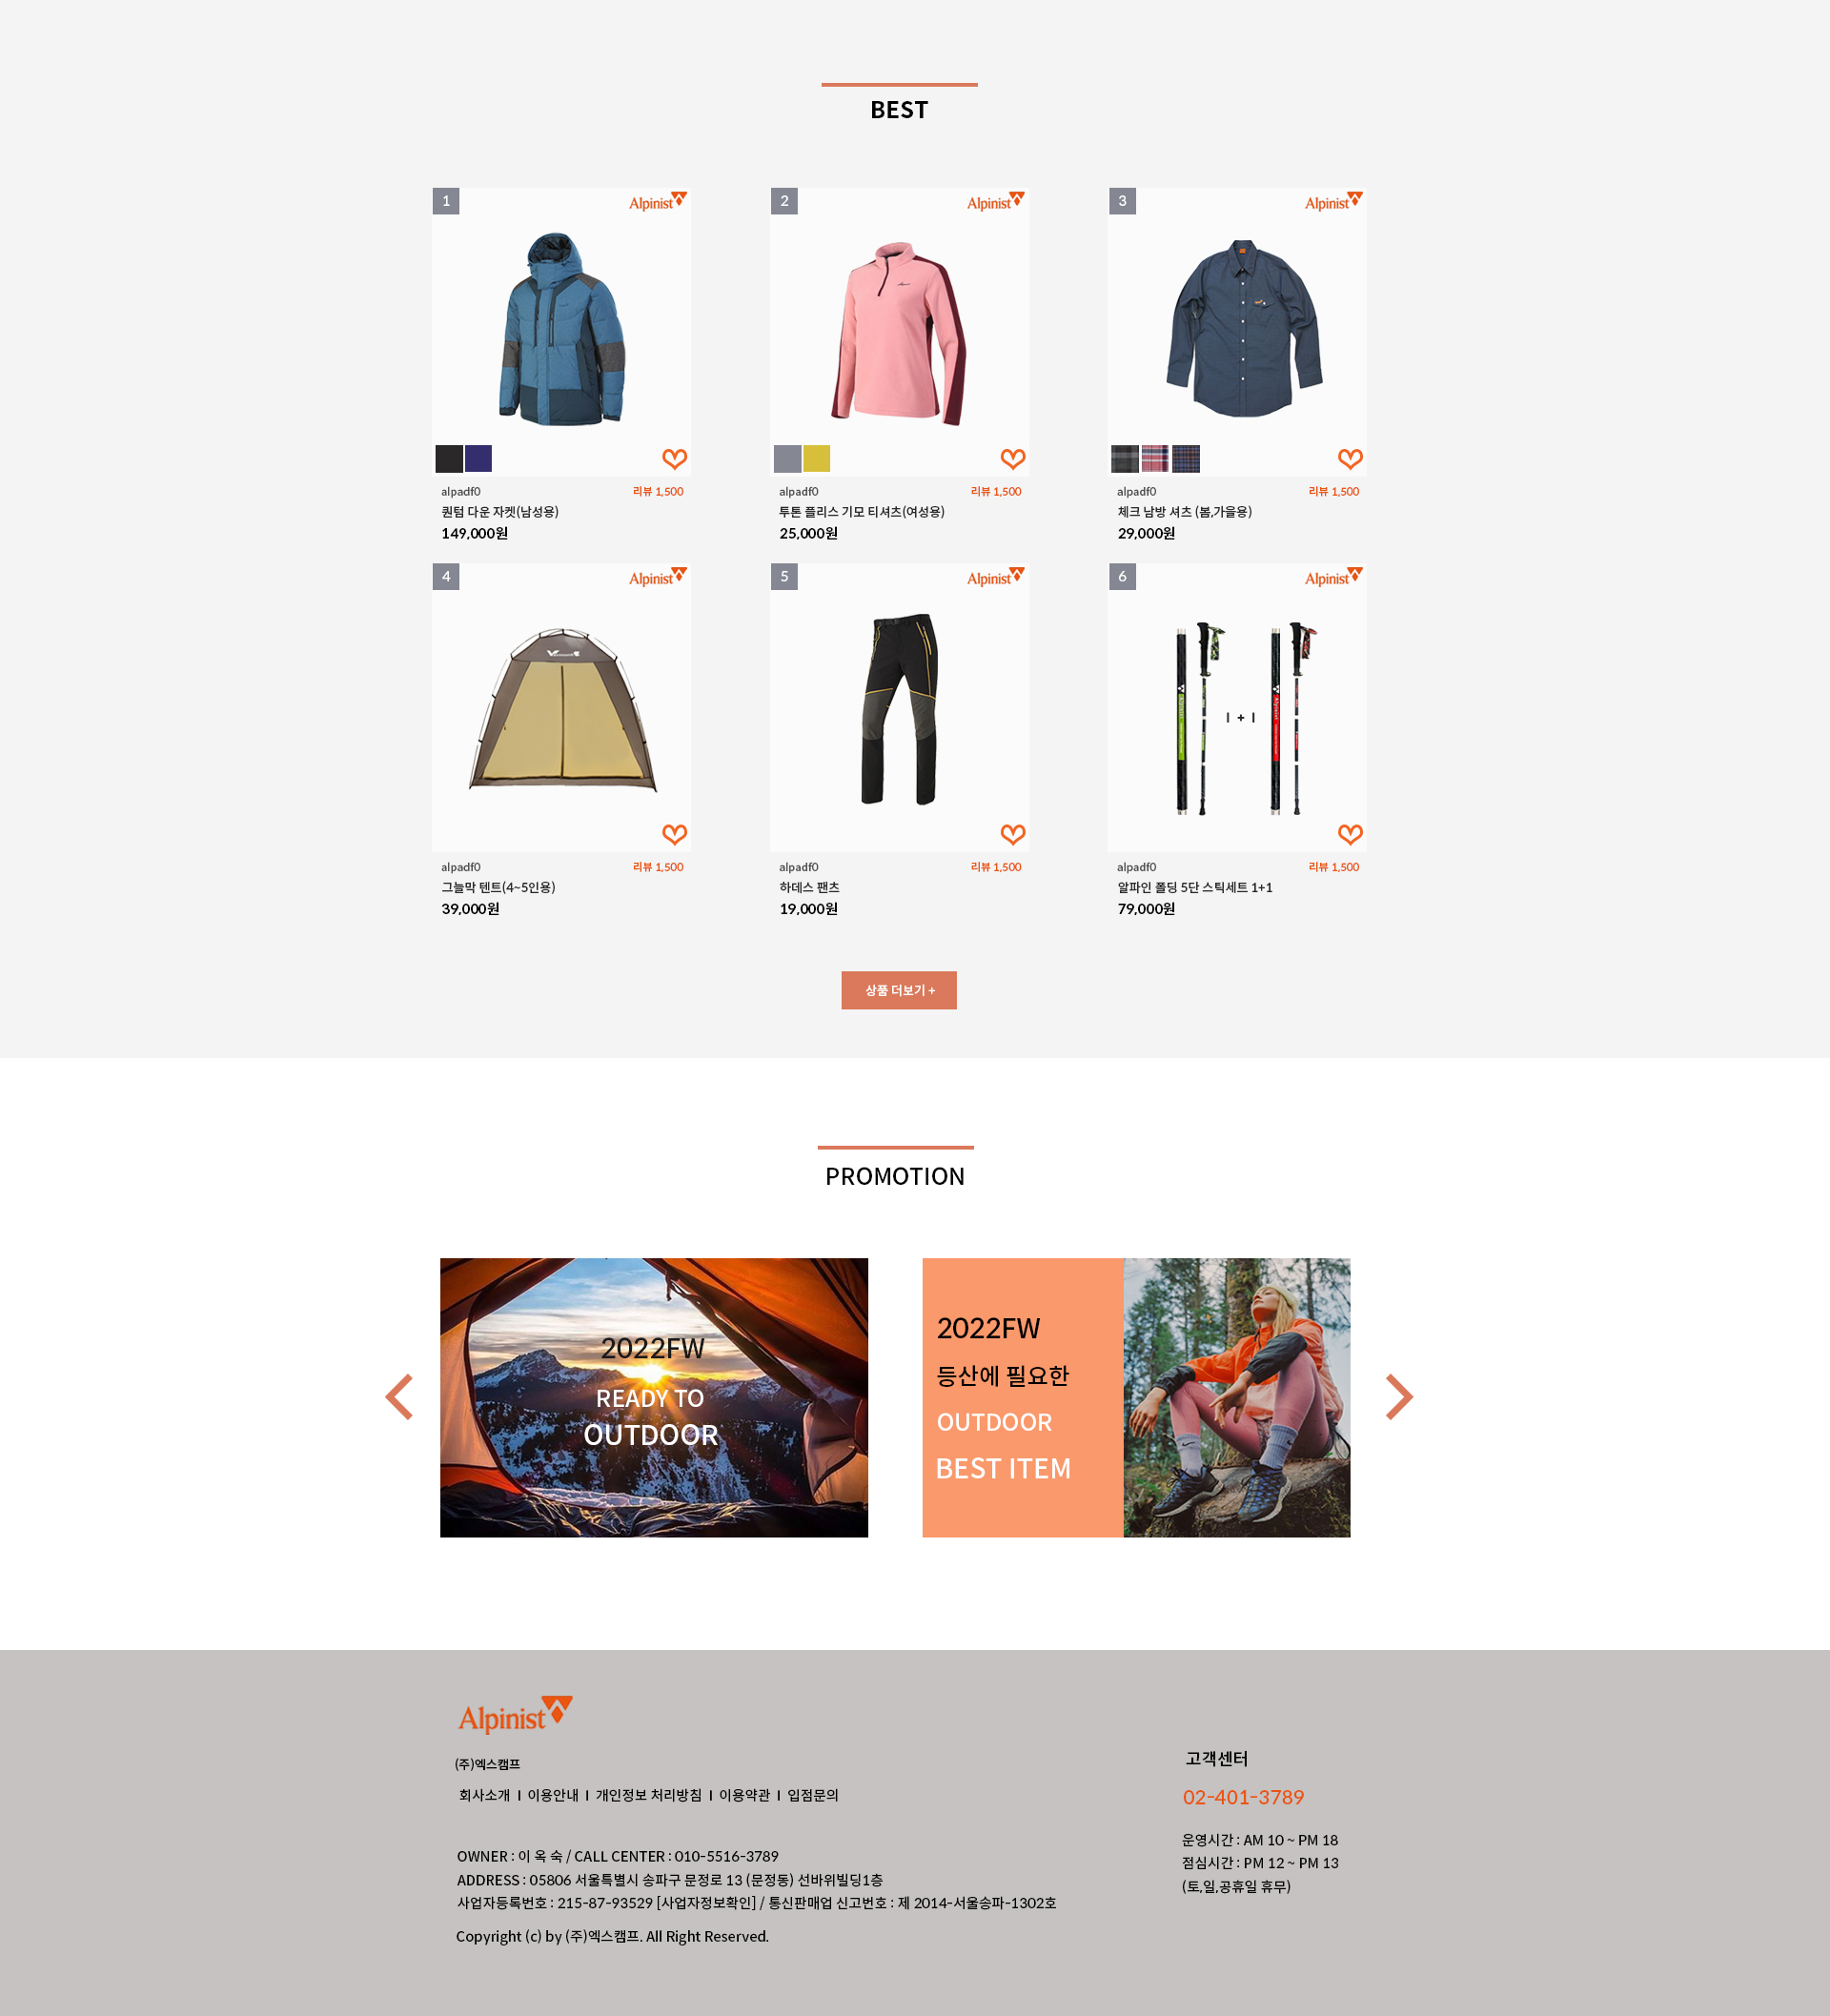 BEST
1 Alpinist
2 Alpinist
3 Alpinist
alpadf0 리뷰 1,500
퀀텀 다운 자켓(남성용)
149,000원
alpadf0 리뷰 1,500
투톤 플리스 기모 티셔츠(여성용)
25,000원
alpadf0 리뷰 1,500
체크 남방 셔츠 (봄,가을용)
29,000원
4 Alpinist
5 Alpinist
6 Alpinist
I + I
alpadf0 리뷰 1,500
그늘막 텐트(4~5인용)
39,000원
alpadf0 리뷰 1,500
하데스 팬츠
19,000원
alpadf0 리뷰 1,500
알파인 폴딩 5단 스틱세트 1+1
79,000원
상품 더보기 +
PROMOTION
2022FW
READY TO
OUTDOOR
2022FW
등산에 필요한
OUTDOOR
BEST ITEM
Alpinist
(주)엑스캠프
회사소개 I 이용안내 I 개인정보 처리방침 I 이용약관 I 입점문의
OWNER : 이 옥 숙 / CALL CENTER : 010-5516-3789
ADDRESS : 05806 서울특별시 송파구 문정로 13 (문정동) 선바위빌딩1층
사업자등록번호 : 215-87-93529 [사업자정보확인] / 통신판매업 신고번호 : 제 2014-서울송파-1302호
Copyright (c) by (주)엑스캠프. All Right Reserved.
고객센터
02-401-3789
운영시간 : AM 10 ~ PM 18
점심시간 : PM 12 ~ PM 13
(토,일,공휴일 휴무)